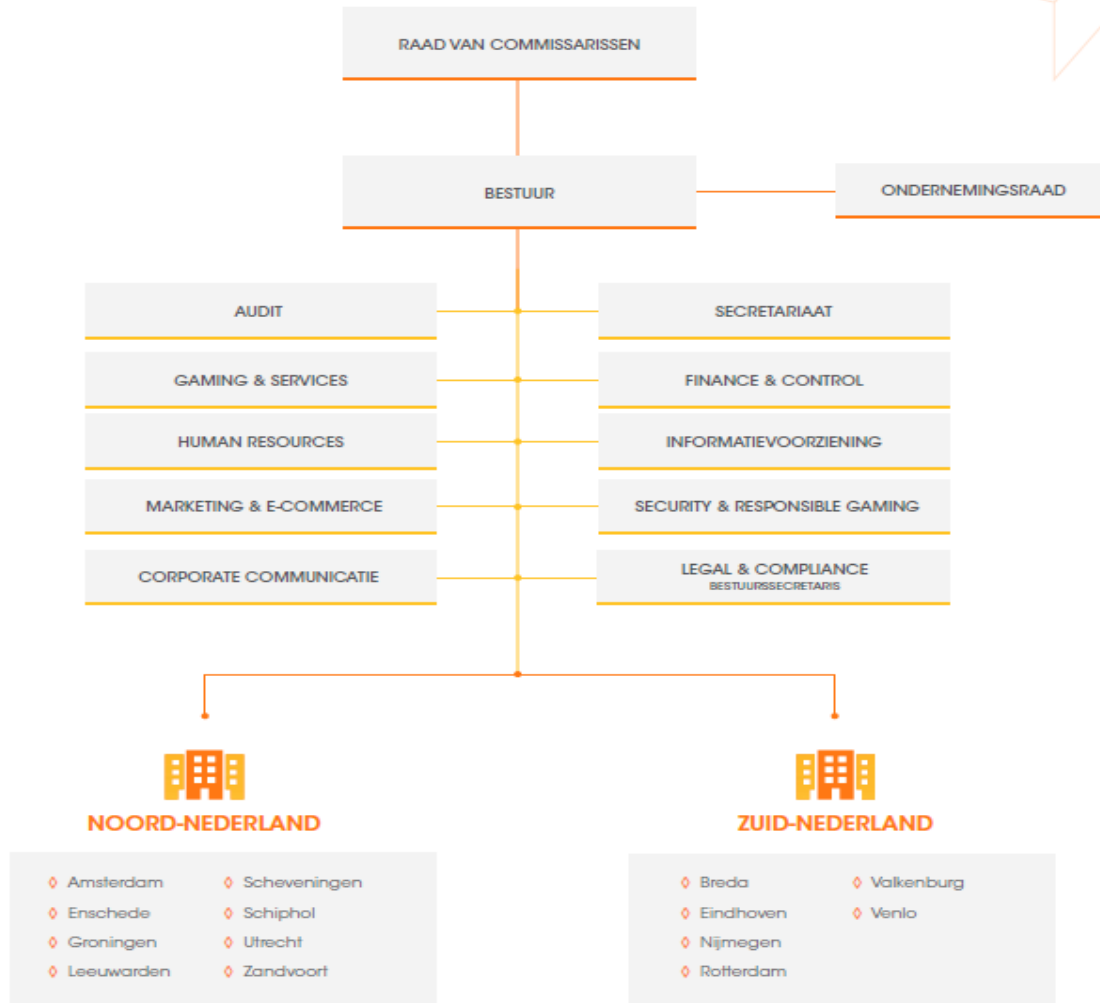 RAAD VAN COMMISSARISSEN
BESTUUR
ONDERNEMINGSRAAD
AUDIT
SECRETARIAAT
GAMING & SERVICES
FINANCE & CONTROL
HUMAN RESOURCES
INFORMATIEVOORZIENING
MARKETING & E-COMMERCE
SECURITY & RESPONSIBLE GAMING
CORPORATE COMMUNICATIE
LEGAL & COMPLIANCE
BESTUURSSECRETARIS
NOORD-NEDERLAND
◊ Amsterdam
◊ Enschede
◊ Groningen
◊ Leeuwarden
◊ Scheveningen
◊ Schiphol
◊ Utrecht
◊ Zandvoort
ZUID-NEDERLAND
◊ Breda
◊ Eindhoven
◊ Nijmegen
◊ Rotterdam
◊ Valkenburg
◊ Venlo